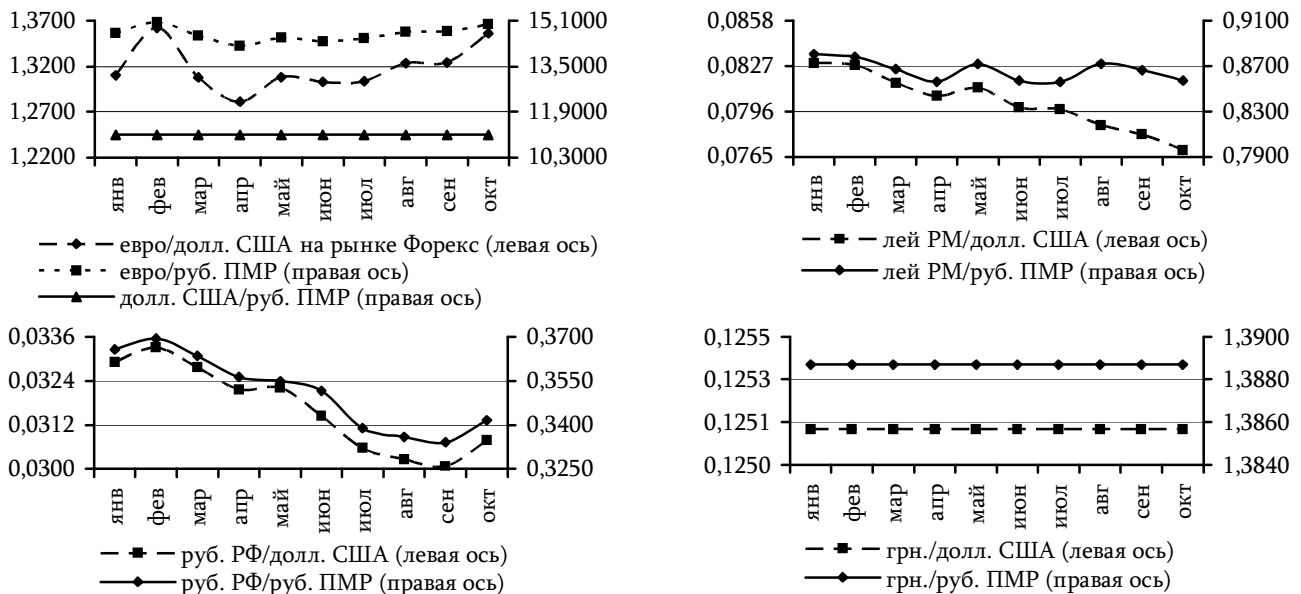 1,3700
1,3200
1,2700
1,2200
15,1000
13,5000
11,9000
10,3000
янв
фев
мар
апр
май
июн
июл
авг
сен
окт
евро/долл. США на рынке Форекс (левая ось)
евро/руб. ПМР (правая ось)
долл. США/руб. ПМР (правая ось)
0,0858
0,0827
0,0796
0,0765
0,9100
0,8700
0,8300
0,7900
янв
фев
мар
апр
май
июн
июл
авг
сен
окт
лей РМ/долл. США (левая ось)
лей РМ/руб. ПМР (правая ось)
0,0336
0,0324
0,0312
0,0300
0,3700
0,3550
0,3400
0,3250
янв
фев
мар
апр
май
июн
июл
авг
сен
окт
руб. РФ/долл. США (левая ось)
руб. РФ/руб. ПМР (правая ось)
0,1255
0,1253
0,1251
0,1250
1,3900
1,3880
1,3860
1,3840
янв
фев
мар
апр
май
июн
июл
авг
сен
окт
грн./долл. США (левая ось)
грн./руб. ПМР (правая ось)